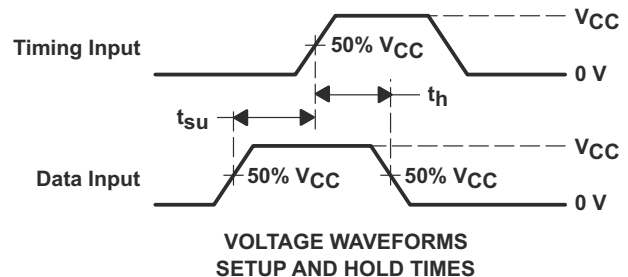 VCC
Timing Input
50% VCC
0 V
th
tsu
VCC
Data Input
50% VCC
50% VCC
0 V
VOLTAGE WAVEFORMS
SETUP AND HOLD TIMES